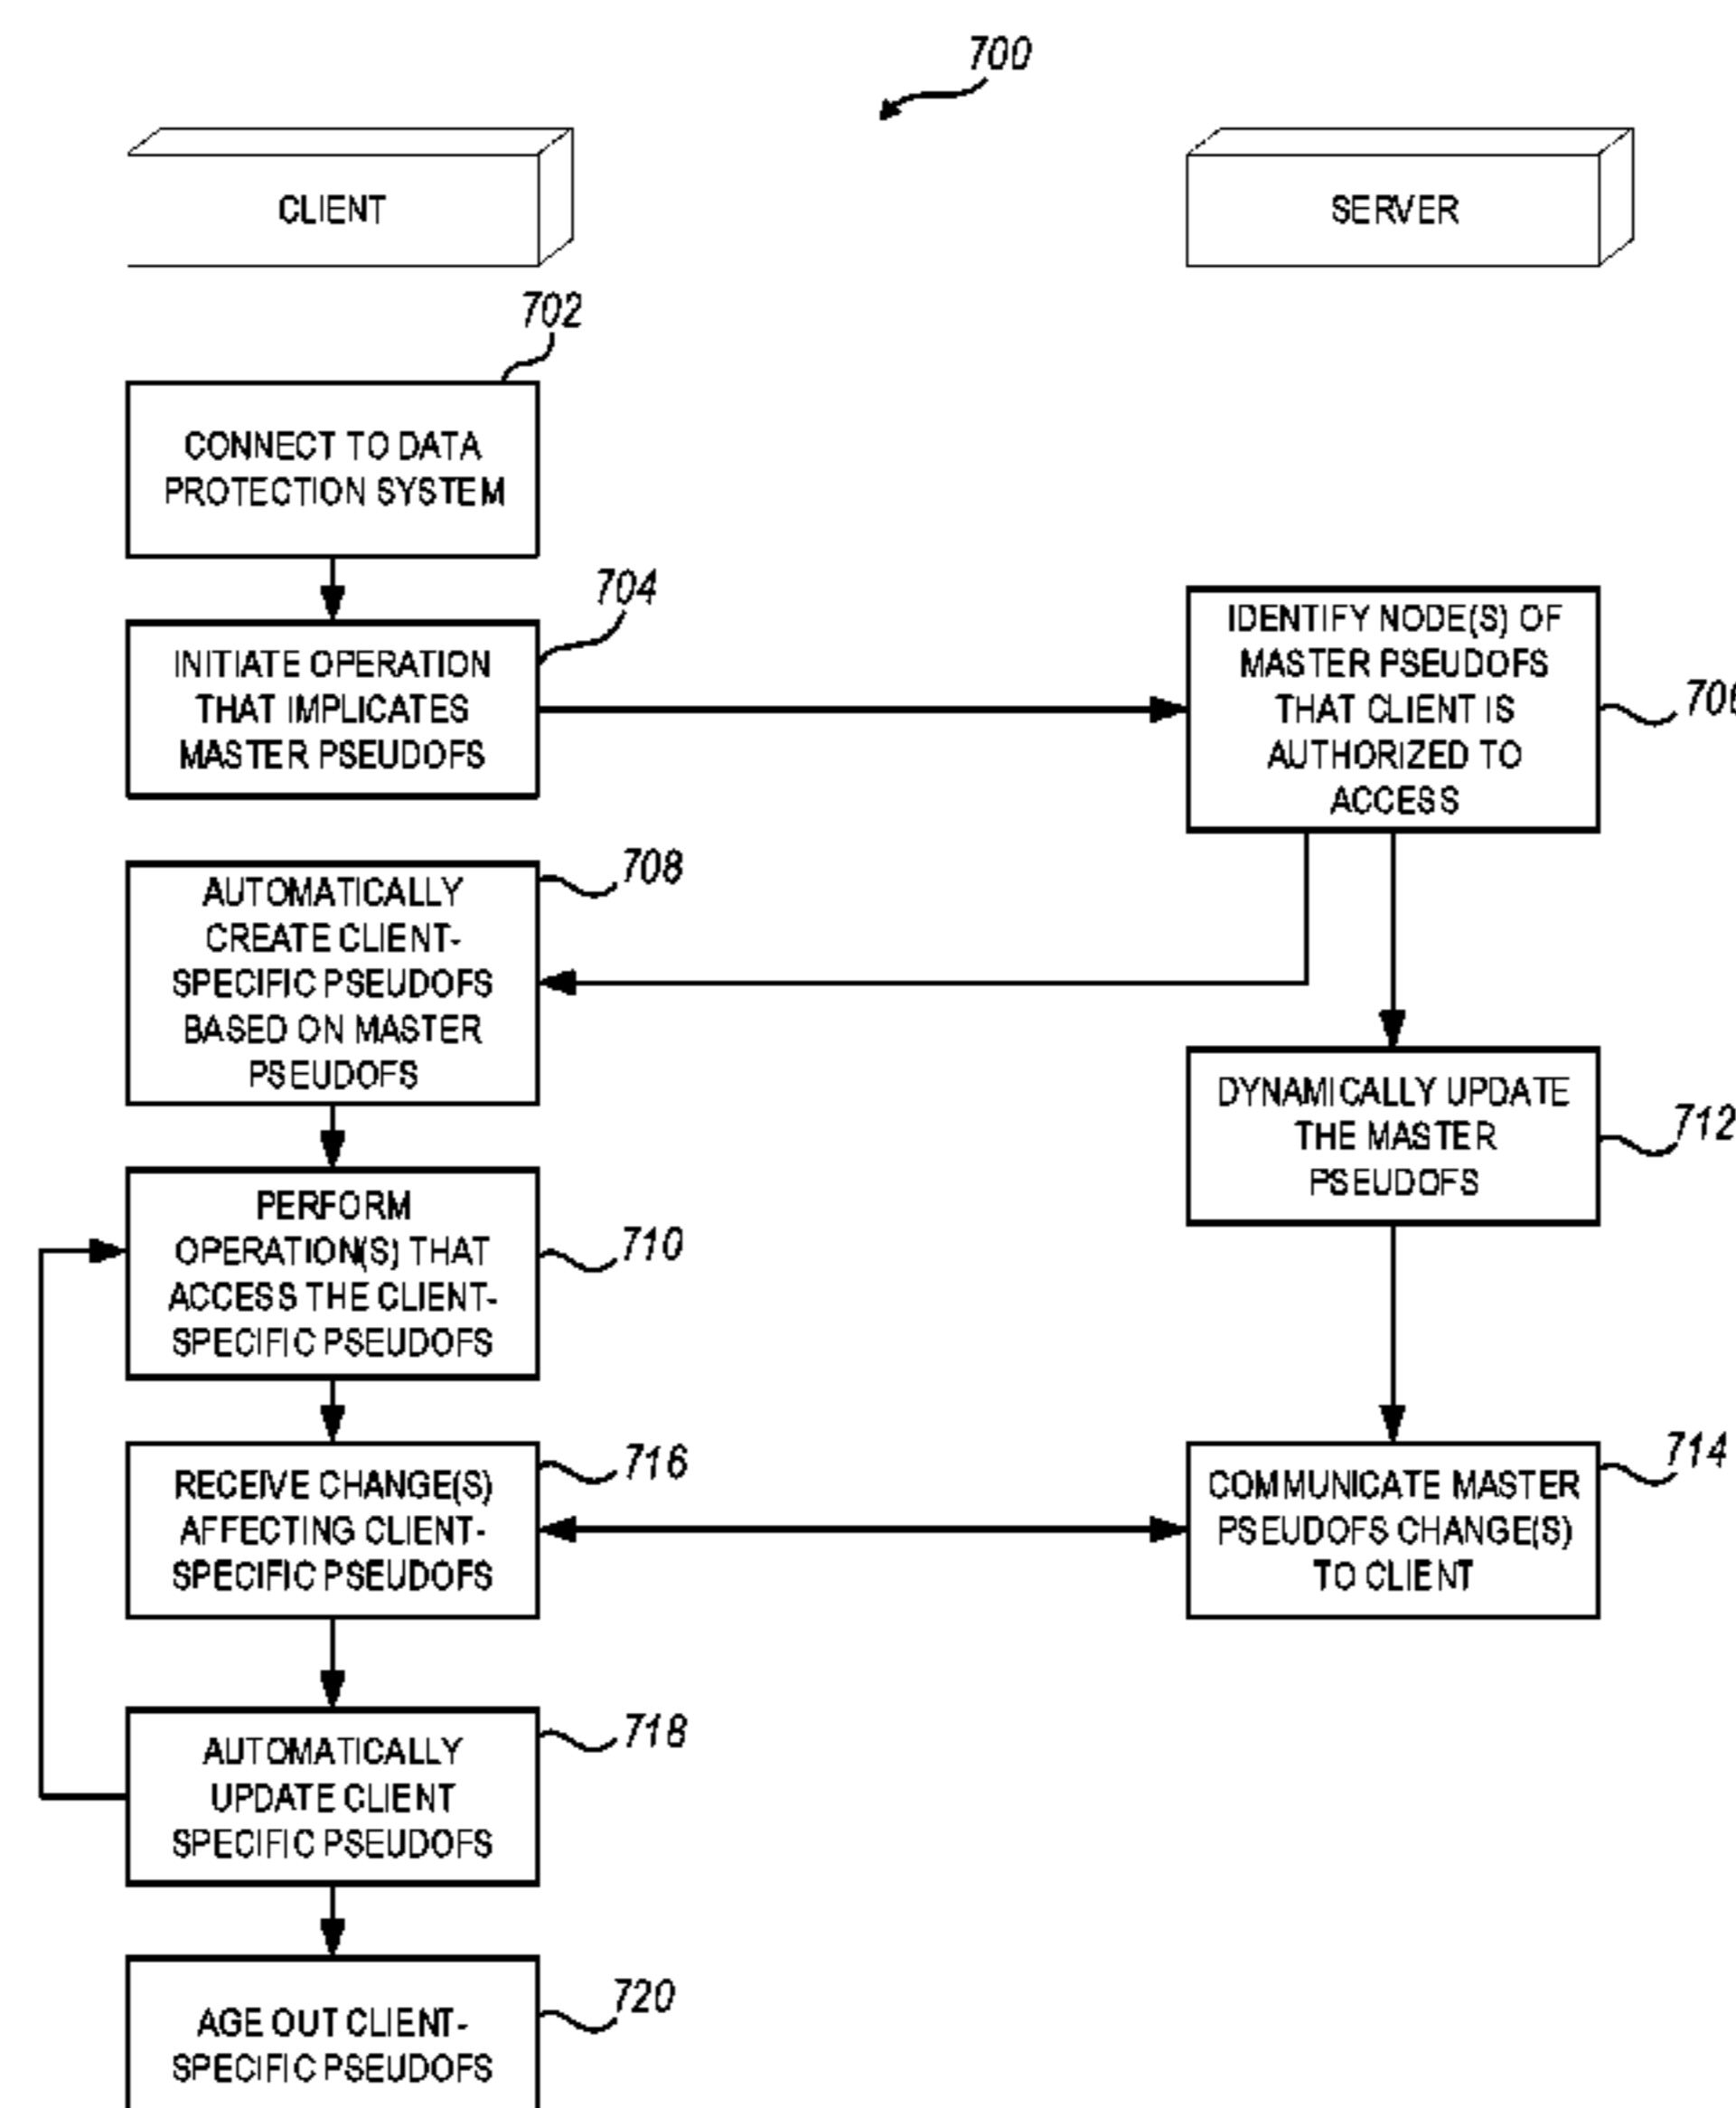 700
CLIENT
SERVER
702
CONNECT TO DATA
PROTECTION SYSTEM
704
INITIATE OPERATION
THAT IMPLICATES
MASTER PSEUDOFS
IDENTIFY NODE(S) OF
MASTER PSEUDOFS
THAT CLIENT IS
AUTHORIZED TO
ACCESS
708
AUTOMATICALLY
CREATE CLIENT-
SPECIFIC PSEUDOFS
BASED ON MASTER
PSEUDOFS
DYNAMICALLY UPDATE
THE MASTER
PSEUDOFS
712
PERFORM
OPERATION(S) THAT
ACCESS THE CLIENT-
SPECIFIC PSEUDOFS
710
RECEIVE CHANGE(S)
AFFECTING CLIENT-
SPECIFIC PSEUDOFS
716
COMMUNICATE MASTER
PSEUDOFS CHANGE(S)
TO CLIENT
714
AUTOMATICALLY
UPDATE CLIENT
SPECIFIC PSEUDOFS
718
AGE OUT CLIENT-
SPECIFIC PSEUDOFS
720